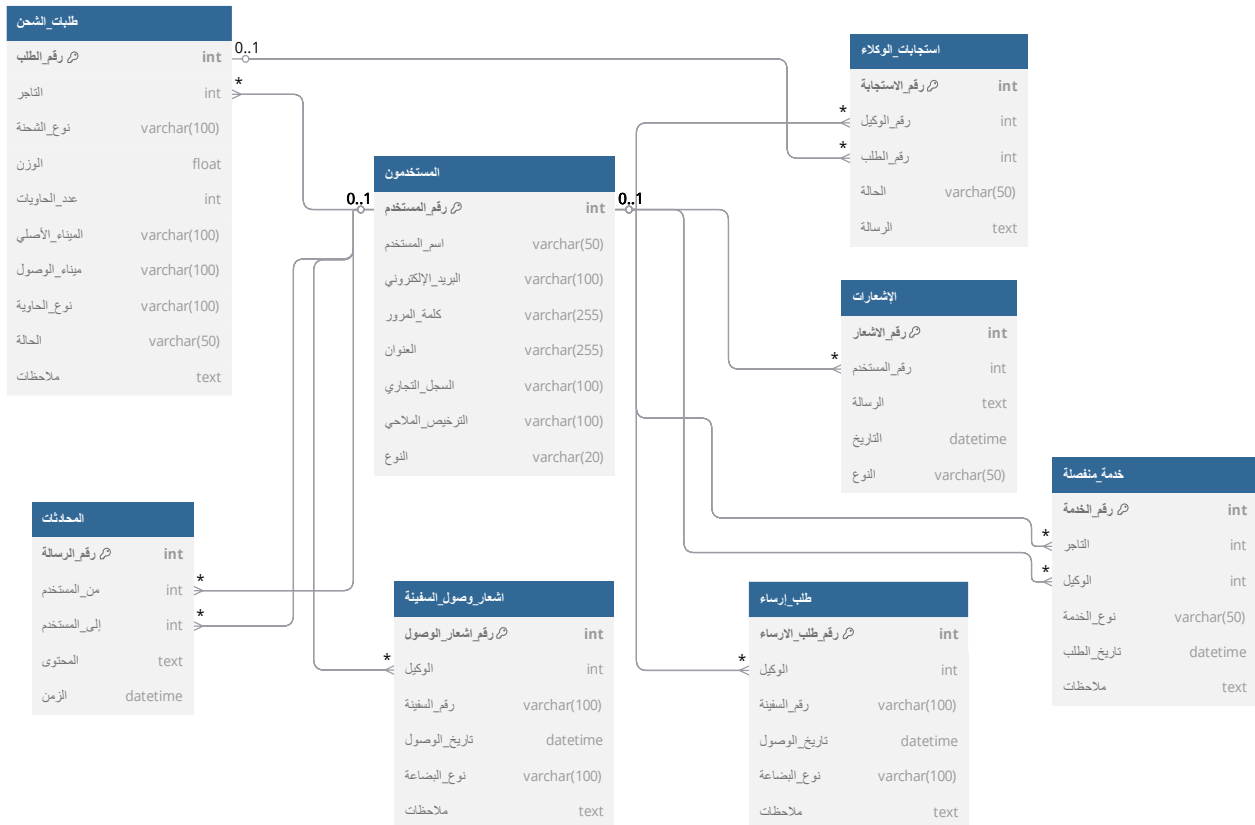 طلبات_الشحن
رقم_الطلب int
التاجر int
نوع_الشحنة varchar(100)
الوزن float
عدد_الحاويات int
الميناء_الأصلي varchar(100)
ميناء_الوصول varchar(100)
نوع_الحاوية varchar(100)
الحالة varchar(50)
ملاحظات text
0..1
*
استجابات_الوكلاء
رقم_الاستجابة int
رقم_الوكيل int
رقم_الطلب int
الحالة varchar(50)
الرسالة text
*
*
المستخدمون
رقم_المستخدم int
اسم_المستخدم varchar(50)
البريد_الإلكتروني varchar(100)
كلمة_المرور varchar(255)
العنوان varchar(255)
السجل_التجاري varchar(100)
الترخيص_الملاحي varchar(100)
النوع varchar(20)
0..1
0..1
الإشعارات
رقم_الاشعار int
رقم_المستخدم int
الرسالة text
التاريخ datetime
النوع varchar(50)
*
خدمة_منفصلة
رقم_الخدمة int
التاجر int
الوكيل int
نوع_الخدمة varchar(50)
تاريخ_الطلب datetime
ملاحظات text
*
*
المحادثات
رقم_الرسالة int
من_المستخدم int
إلى_المستخدم int
المحتوى text
الزمن datetime
*
*
اشعار_وصول_السفينة
رقم_اشعار_الوصول int
الوكيل int
رقم_السفينة varchar(100)
تاريخ_الوصول datetime
نوع_البضاعة varchar(100)
ملاحظات text
*
طلب_إرساء
رقم_طلب_الارساء int
الوكيل int
رقم_السفينة varchar(100)
تاريخ_الوصول datetime
نوع_البضاعة varchar(100)
ملاحظات text
*